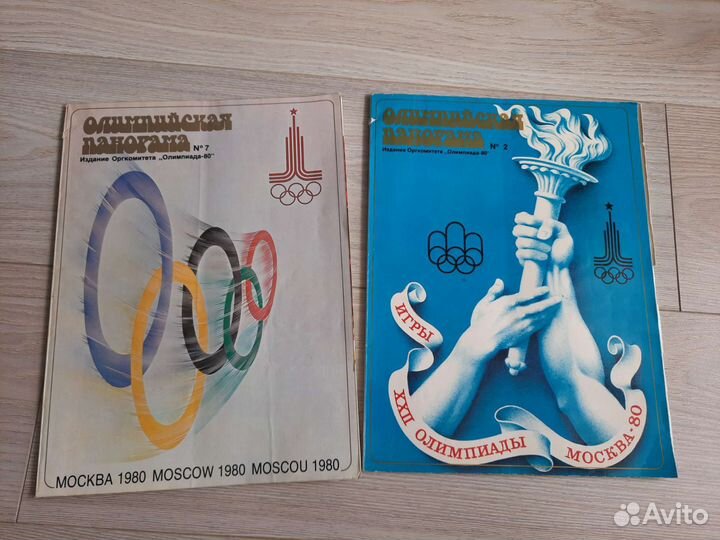 ОЛИМПИЙСКАЯ
ПАНОРАМА № 7
Издание Оргкомитета „Олимпиада-80"
МОСКВА 1980 MOSCOW 1980 MOSCOU 1980
ОЛИМПИЙСКАЯ
ПАНОРАМА № 2
Издание Оргкомитета „Олимпиада-80"
ИГРЫ
XXII ОЛИМПИАДЫ
МОСКВА·80
Avito